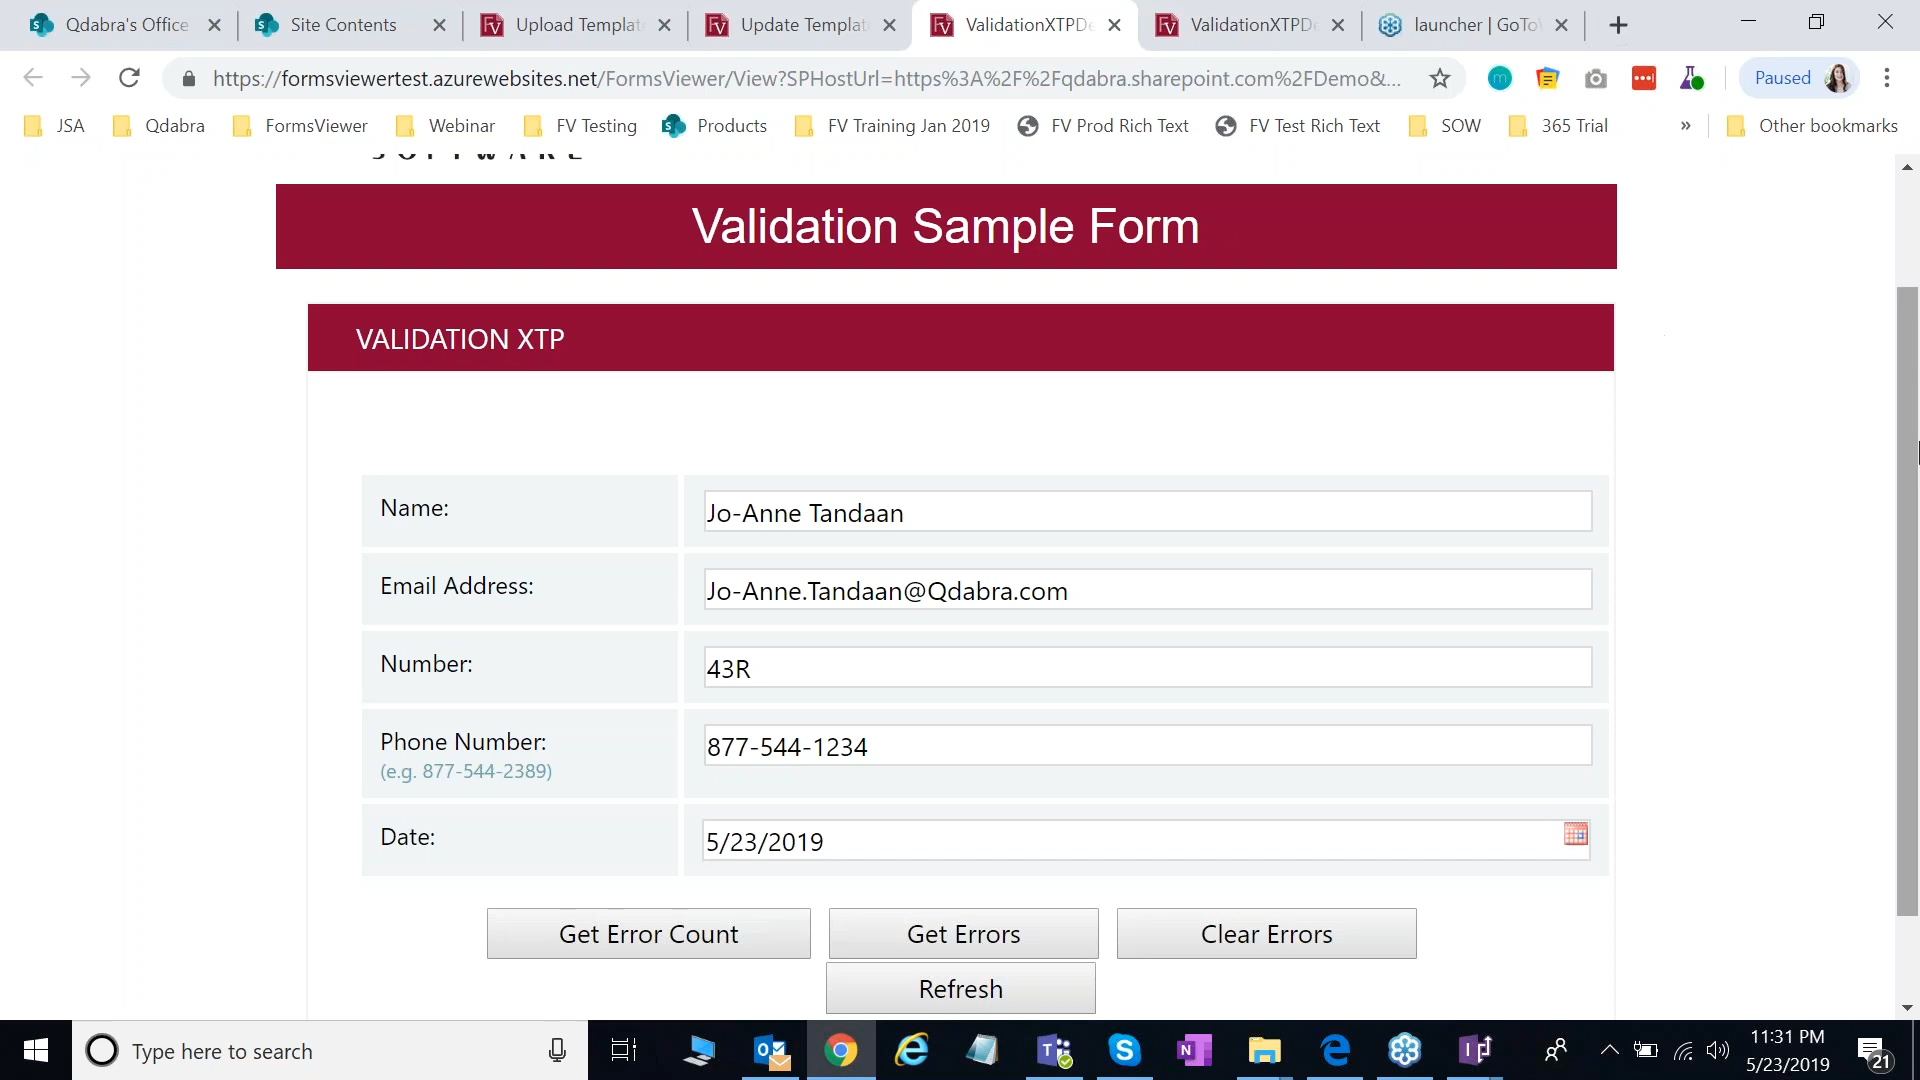 Qdabra's Office
Site Contents
Upload Templat
Update Templat
ValidationXTPDe
ValidationXTPDe
launcher | GoToW
https://formsviewertest.azurewebsites.net/FormsViewer/View?SPHostUrl=https%3A%2F%2Fqdabra.sharepoint.com%2FDemo&...
Paused
JSA
Qdabra
FormsViewer
Webinar
FV Testing
Products
FV Training Jan 2019
FV Prod Rich Text
FV Test Rich Text
SOW
365 Trial
»
Other bookmarks
SOFTWARE
Validation Sample Form
VALIDATION XTP
Name:
Jo-Anne Tandaan
Email Address:
Jo-Anne.Tandaan@Qdabra.com
Number:
43R
Phone Number:
877-544-1234
(e.g. 877-544-2389)
Date:
5/23/2019
Get Error Count
Get Errors
Clear Errors
Refresh
Type here to search
11:31 PM
5/23/2019
21